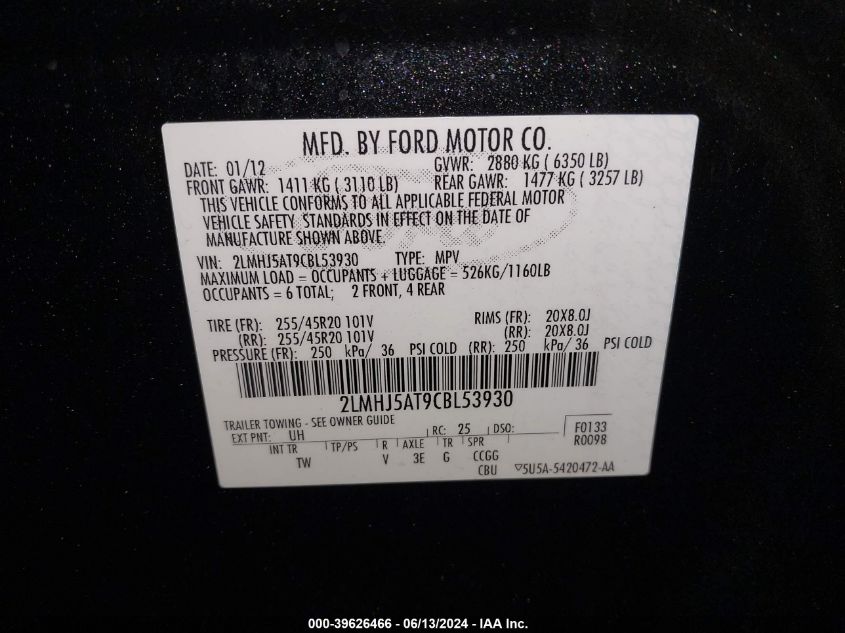 MFD. BY FORD MOTOR CO.
DATE: 01/12 GVWR: 2880 KG ( 6350 LB)
FRONT GAWR: 1411 KG ( 3110 LB) REAR GAWR: 1477 KG ( 3257 LB)
THIS VEHICLE CONFORMS TO ALL APPLICABLE FEDERAL MOTOR
VEHICLE SAFETY STANDARDS IN EFFECT ON THE DATE OF
MANUFACTURE SHOWN ABOVE.
VIN: 2LMHJ5AT9CBL53930 TYPE: MPV
MAXIMUM LOAD = OCCUPANTS + LUGGAGE = 526KG/1160LB
OCCUPANTS = 6 TOTAL; 2 FRONT, 4 REAR
TIRE (FR): 255/45R20 101V RIMS (FR): 20X8.0J
(RR): 255/45R20 101V (RR): 20X8.0J
PRESSURE (FR): 250 kPa/ 36 PSI COLD (RR): 250 kPa/ 36 PSI COLD
2LMHJ5AT9CBL53930
TRAILER TOWING - SEE OWNER GUIDE
EXT PNT: UH RC: 25 DSO: F0133
R0098
INT TR TP/PS R AXLE TR SPR
TW V 3E G CCGG
CBU ▽5U5A-5420472-AA
000-39626466 - 06/13/2024 - IAA Inc.